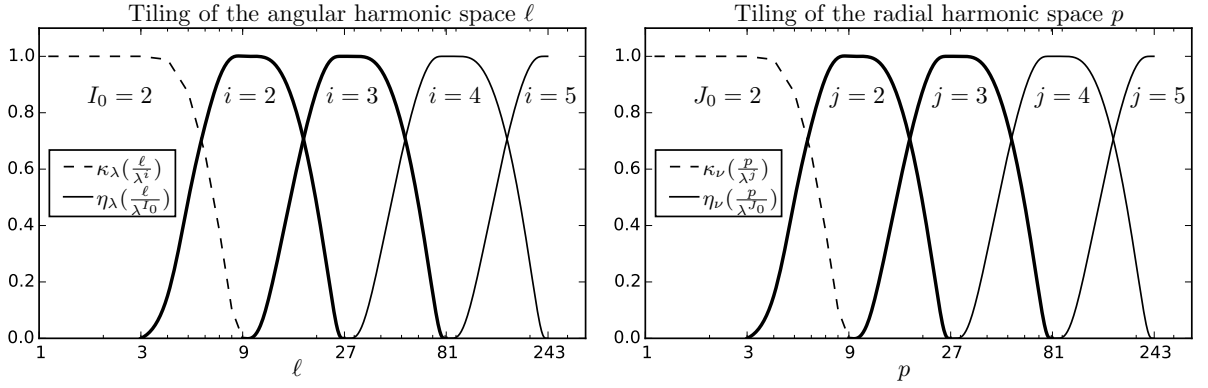 Tiling of the angular harmonic space ℓ
1.0
0.8
0.6
0.4
0.2
0.0
I₀ = 2
i = 2
i = 3
i = 4
i = 5
κ_λ(ℓ/λ^i)
η_λ(ℓ/λ^{I₀})
1 3 9 27 81 243
ℓ
Tiling of the radial harmonic space p
1.0
0.8
0.6
0.4
0.2
0.0
J₀ = 2
j = 2
j = 3
j = 4
j = 5
κ_ν(p/λ^j)
η_ν(p/λ^{J₀})
1 3 9 27 81 243
p